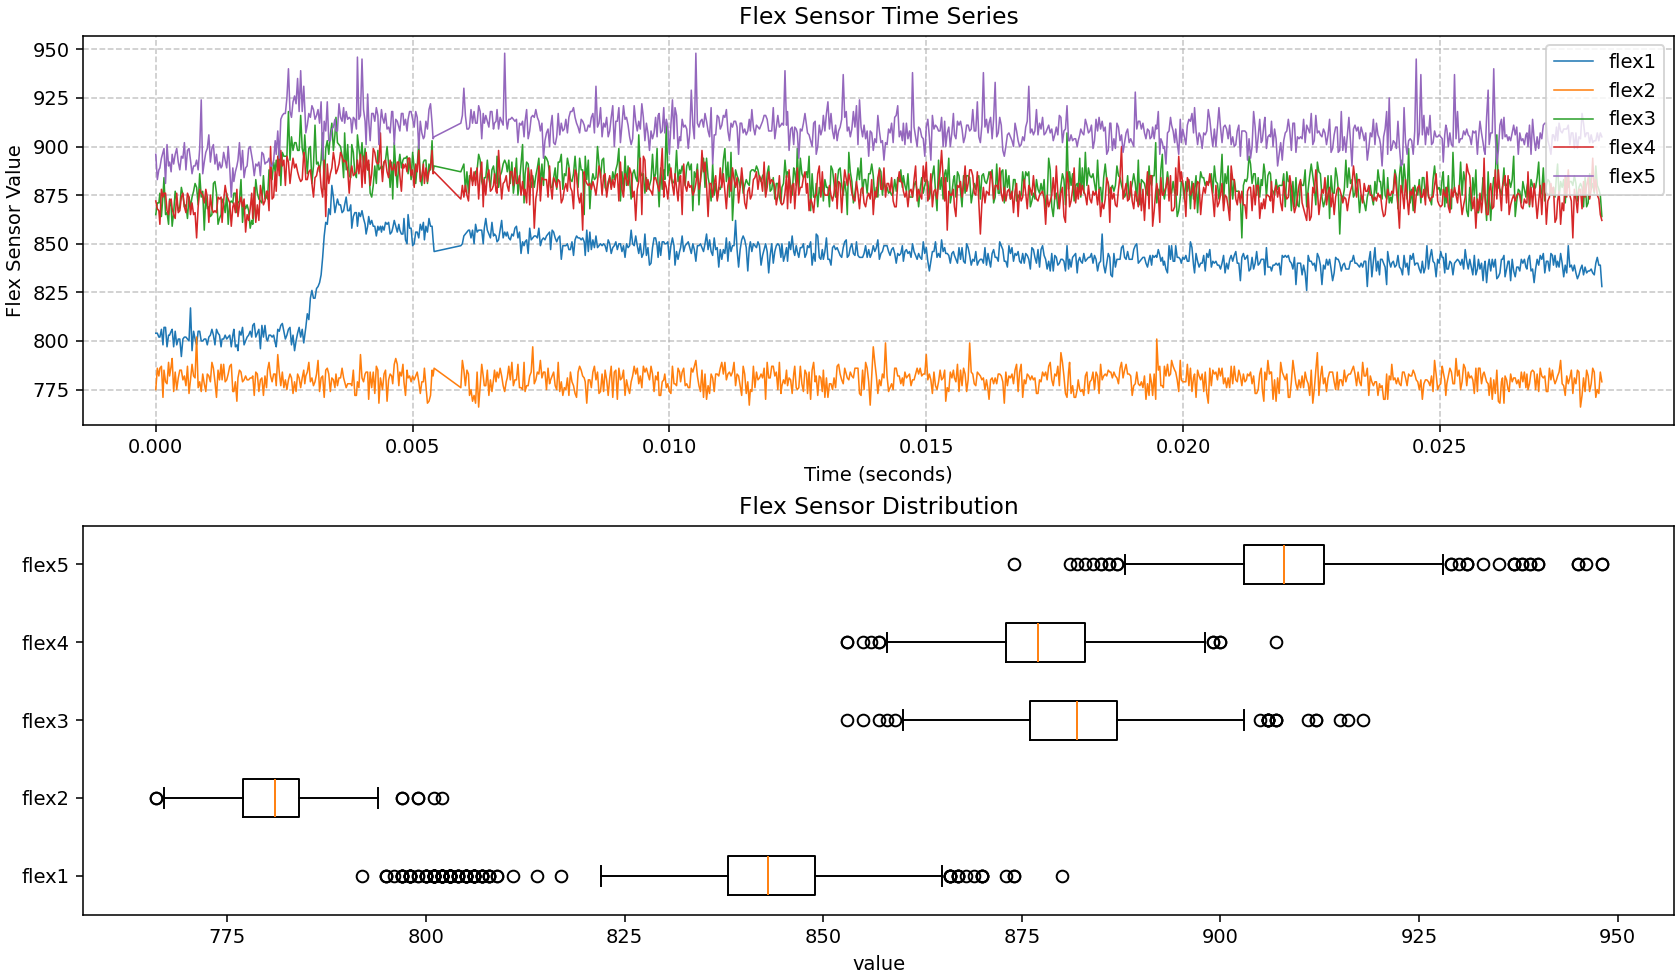 Flex Sensor Time Series
Flex Sensor Value
950
925
900
875
850
825
800
775
flex1
flex2
flex3
flex4
flex5
0.000 0.005 0.010 0.015 0.020 0.025
Time (seconds)
Flex Sensor Distribution
flex5
flex4
flex3
flex2
flex1
775 800 825 850 875 900 925 950
value